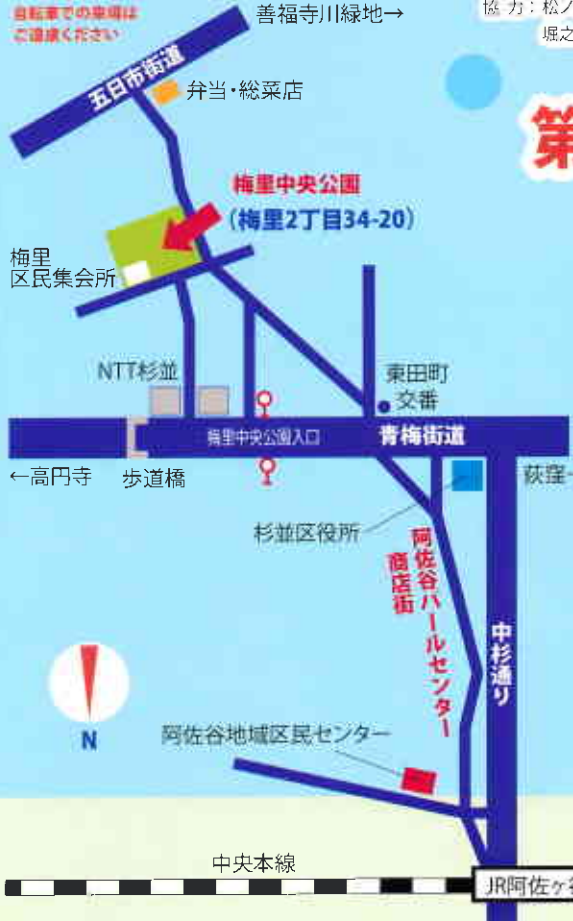 自転車での来場は
ご遠慮ください
善福寺川緑地→
協 力：松ノ
堀之
五日市街道
弁当・総菜店
第
梅里中央公園
（梅里2丁目34-20）
梅里
区民集会所
NTT杉並
東田町
交番
梅里中央公園入口
青梅街道
←高円寺
歩道橋
荻窪
杉並区役所
阿佐谷パールセンター
商店街
中杉通り
N
阿佐谷地域区民センター
中央本線
JR阿佐ヶ谷